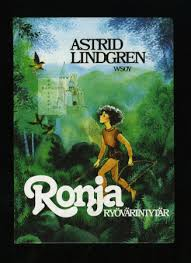 ASTRID
LINDGREN
WSOY
Ronja
RYÖVÄRINTYTÄR